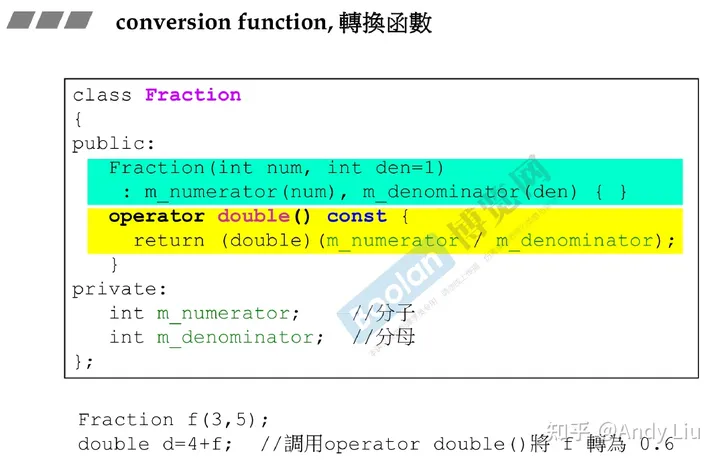 conversion function, 轉換函數
class Fraction
{
public:
Fraction(int num, int den=1)
: m_numerator(num), m_denominator(den) { }
operator double() const {
return (double)(m_numerator / m_denominator);
}
private:
int m_numerator; //分子
int m_denominator; //分母
};
Boolan 博览网
Fraction f(3,5);
double d=4+f; //調用operator double()將 f 轉為 0.6
知乎 @Andy Liu